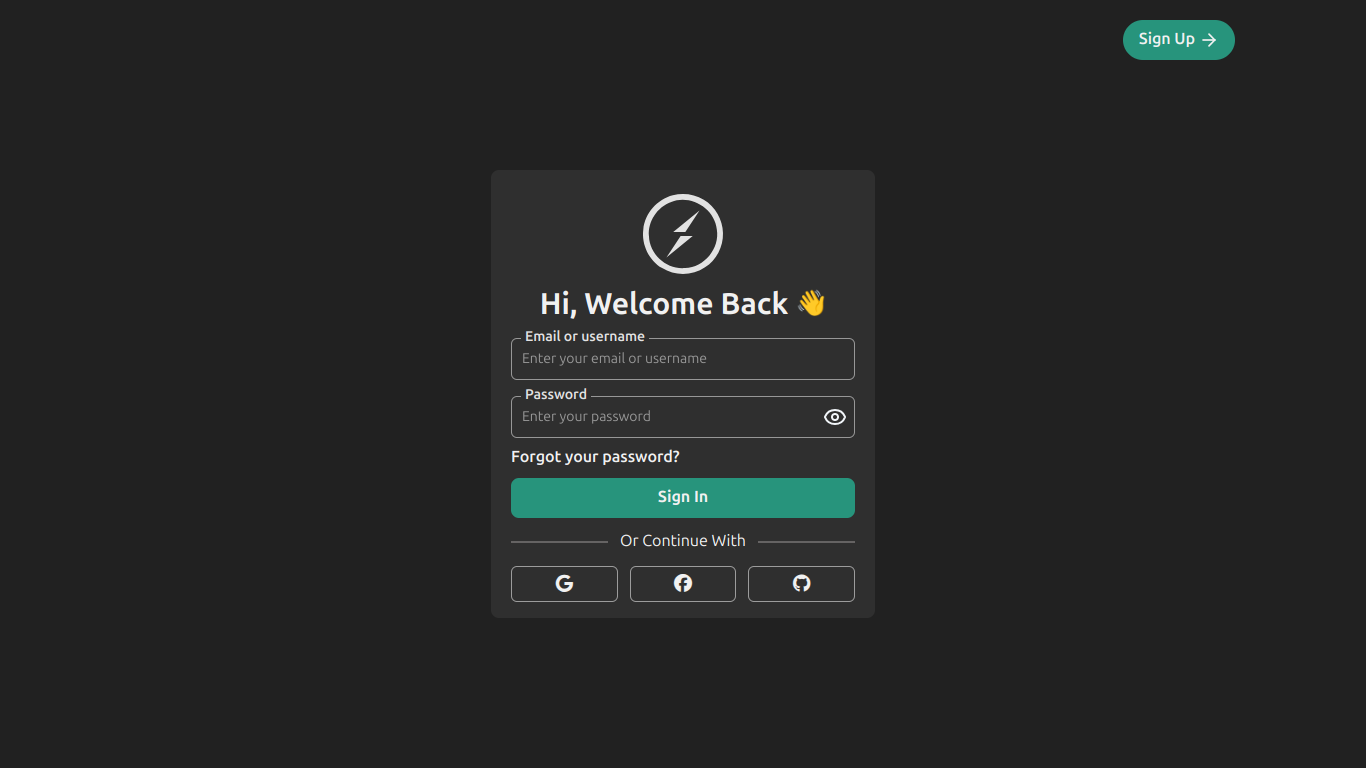 Sign Up
Hi, Welcome Back 👋
Email or username
Enter your email or username
Password
Enter your password
Forgot your password?
Sign In
Or Continue With